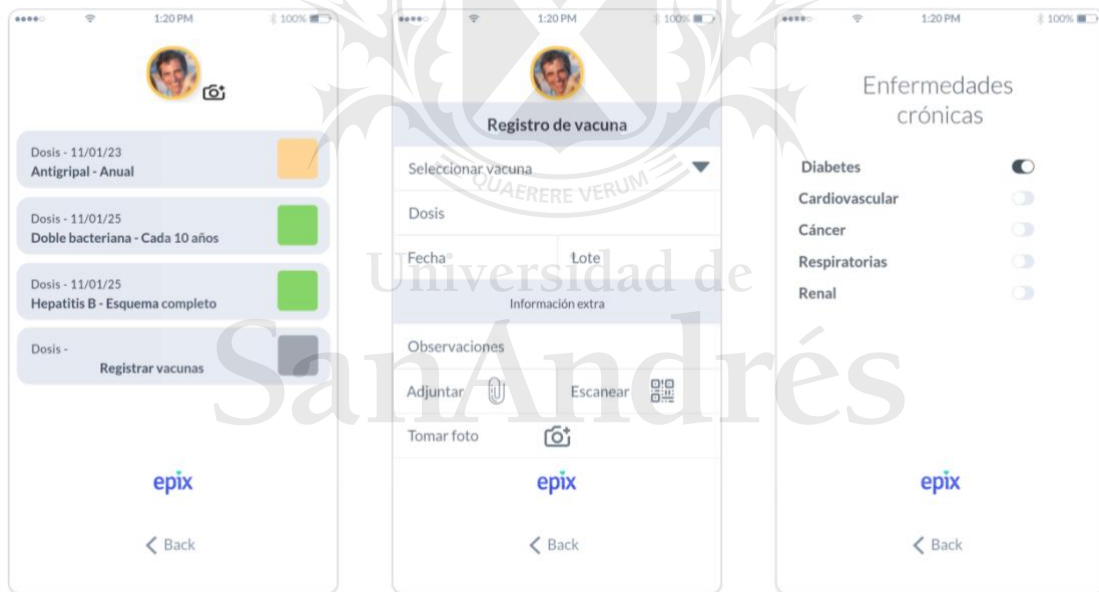 1:20 PM
100%
Dosis - 11/01/23
Antigripal - Anual
Dosis - 11/01/25
Doble bacteriana - Cada 10 años
Dosis - 11/01/25
Hepatitis B - Esquema completo
Dosis -
Registrar vacunas
epix
Back
1:20 PM
100%
Registro de vacuna
Seleccionar vacuna
Dosis
Fecha
Lote
Información extra
Observaciones
Adjuntar
Escanear
Tomar foto
epix
Back
1:20 PM
100%
Enfermedades
crónicas
Diabetes
Cardiovascular
Cáncer
Respiratorias
Renal
epix
Back
QUAERERE VERUM
Universidad de
SanAndrés